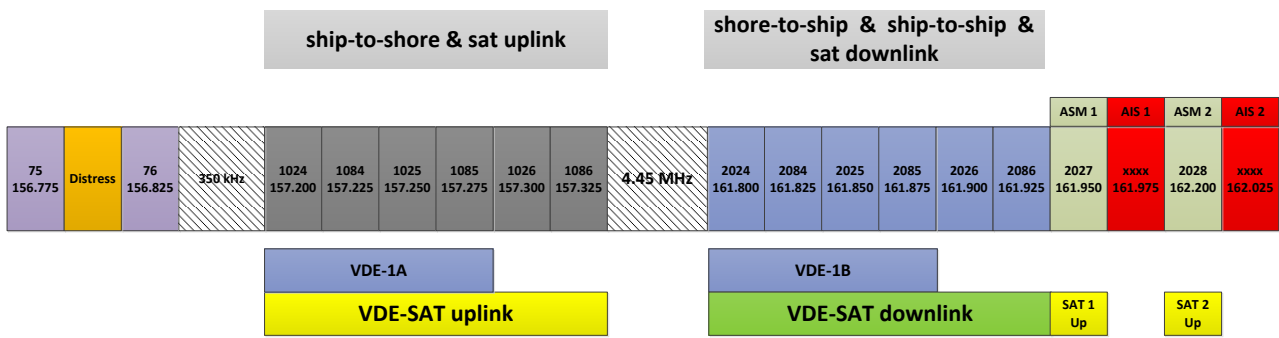 ship-to-shore & sat uplink
shore-to-ship & ship-to-ship &
sat downlink
ASM 1
AIS 1
ASM 2
AIS 2
75
156.775
Distress
76
156.825
350 kHz
1024
157.200
1084
157.225
1025
157.250
1085
157.275
1026
157.300
1086
157.325
4.45 MHz
2024
161.800
2084
161.825
2025
161.850
2085
161.875
2026
161.900
2086
161.925
2027
161.950
xxxx
161.975
2028
162.200
xxxx
162.025
VDE-1A
VDE-1B
VDE-SAT uplink
VDE-SAT downlink
SAT 1
Up
SAT 2
Up